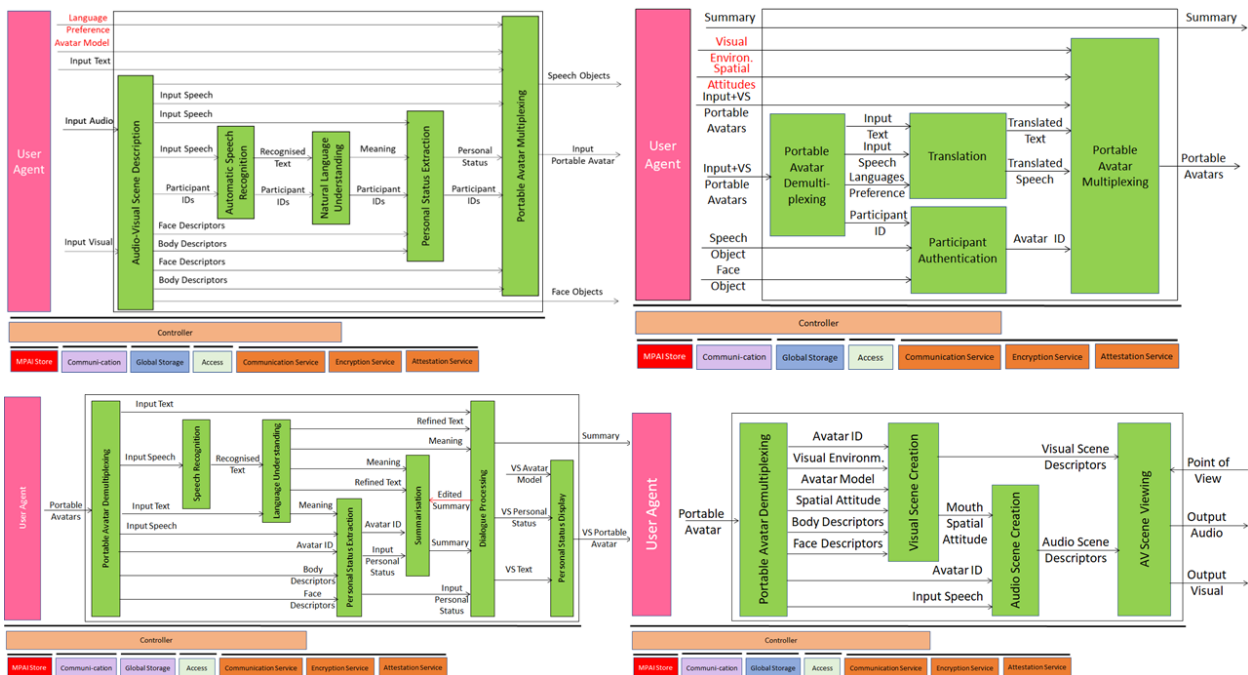 Language
Preference
Avatar Model
Input Text
Input Audio
Input Visual
User
Agent
Audio-Visual Scene Description
Input Speech
Input Speech
Input Speech
Participant
IDs
Automatic Speech
Recognition
Recognised
Text
Participant
IDs
Natural Language
Understanding
Meaning
Participant
IDs
Personal Status Extraction
Personal
Status
Participant
IDs
Face Descriptors
Body Descriptors
Face Descriptors
Body Descriptors
Portable Avatar Multiplexing
Speech Objects
Input
Portable Avatar
Face Objects
Controller
MPAI Store
Communi-cation
Global Storage
Access
Communication Service
Encryption Service
Attestation Service
Summary
Visual
Environ.
Spatial
Attitudes
Input+VS
Portable
Avatars
Input+VS
Portable
Avatars
Speech
Object
Face
Object
User
Agent
Portable
Avatar
Demulti-
plexing
Input
Text
Input
Speech
Languages
Preference
Participant
ID
Translation
Participant
Authentication
Translated
Text
Translated
Speech
Avatar ID
Portable
Avatar
Multiplexing
Summary
Portable
Avatars
Controller
MPAI Store
Communi-cation
Global Storage
Access
Communication Service
Encryption Service
Attestation Service
User Agent
Portable
Avatars
Portable Avatar Demultiplexing
Input Text
Input Speech
Speech Recognition
Recognised
Text
Language Understanding
Refined Text
Meaning
Meaning
Refined Text
Input Text
Input Speech
Avatar ID
Body
Descriptors
Face
Descriptors
Meaning
Personal Status Extraction
Avatar ID
Input
Personal
Status
Summarisation
Edited
Summary
Summary
Input
Personal
Status
Dialogue Processing
VS Avatar
Model
VS Personal
Status
VS Text
Personal Status Display
Summary
VS Portable
Avatar
Controller
MPAI Store
Communi-cation
Global Storage
Access
Communication Service
Encryption Service
Attestation Service
User Agent
Portable
Avatar
Portable Avatar Demultiplexing
Avatar ID
Visual Environm.
Avatar Model
Spatial Attitude
Body Descriptors
Face Descriptors
Avatar ID
Input Speech
Visual Scene Creation
Mouth
Spatial
Attitude
Audio Scene Creation
Visual Scene
Descriptors
Audio Scene
Descriptors
AV Scene Viewing
Point of
View
Output
Audio
Output
Visual
Controller
MPAI Store
Communi-cation
Global Storage
Access
Communication Service
Encryption Service
Attestation Service